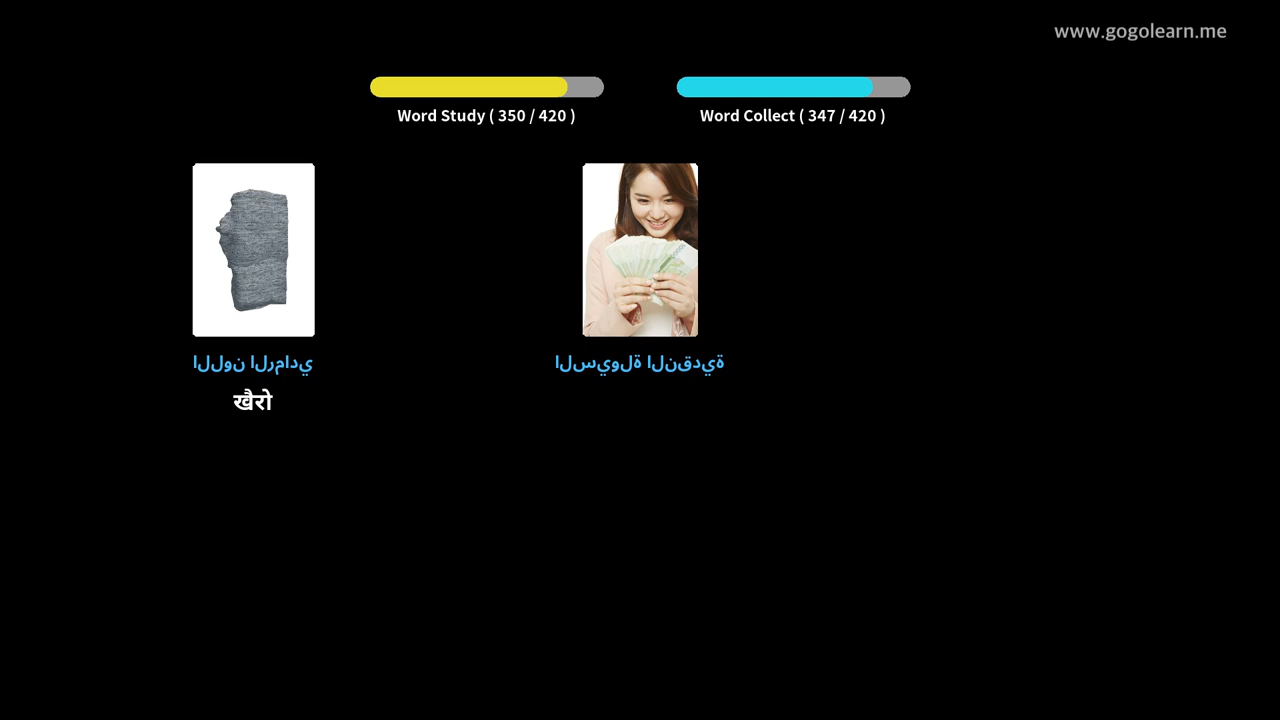 www.gogolearn.me
Word Study ( 350 / 420 )
Word Collect ( 347 / 420 )
اللون الرمادي
السيولة النقدية
खैरो